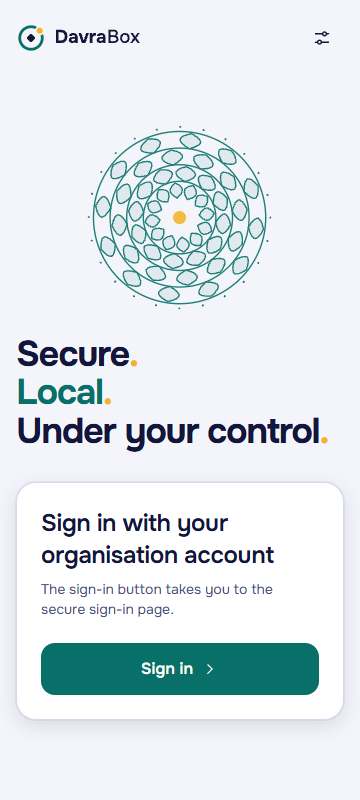 DavraBox
Secure.
Local.
Under your control.
Sign in with your
organisation account
The sign-in button takes you to the
secure sign-in page.
Sign in